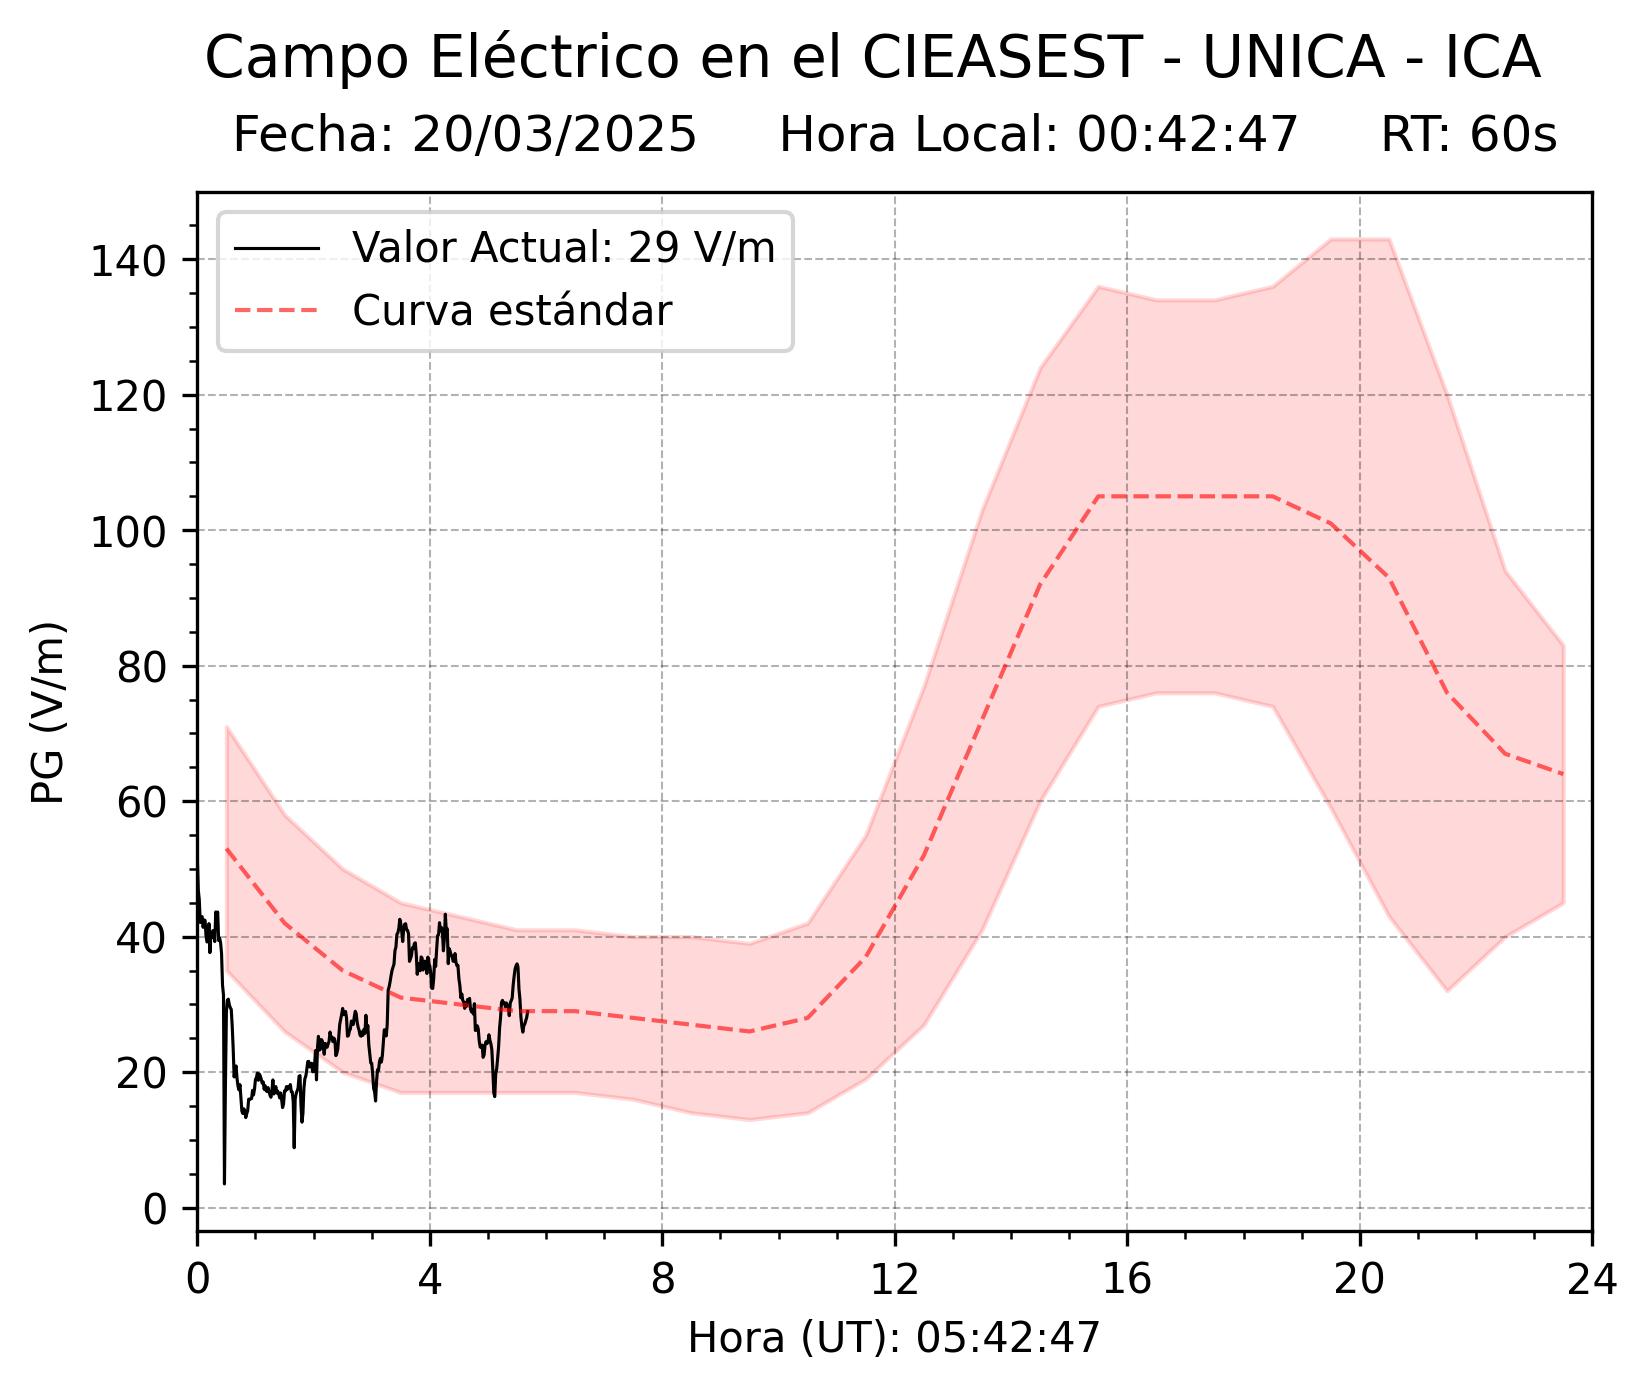 Campo Eléctrico en el CIEASEST - UNICA - ICA
Fecha: 20/03/2025 Hora Local: 00:42:47 RT: 60s
Valor Actual: 29 V/m
Curva estándar
140
120
100
80
60
40
20
0
PG (V/m)
0 4 8 12 16 20 24
Hora (UT): 05:42:47